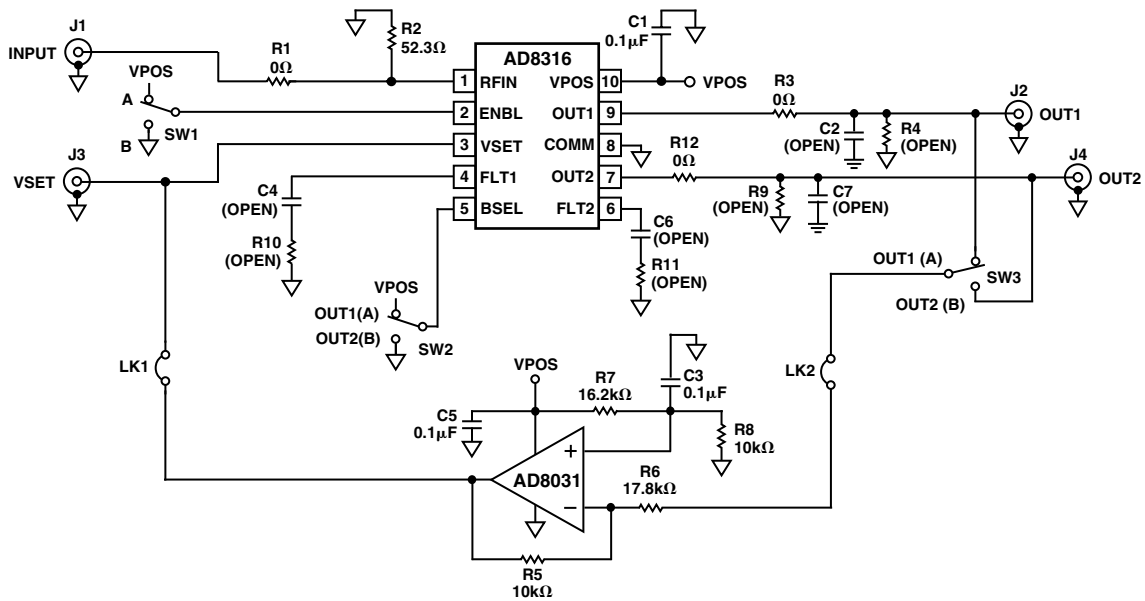 J1
INPUT
R1
0Ω
R2
52.3Ω
C1
0.1μF
AD8316
1 RFIN
2 ENBL
3 VSET
4 FLT1
5 BSEL
VPOS 10
OUT1 9
COMM 8
OUT2 7
FLT2 6
VPOS
VPOS
A
B
SW1
J3
VSET
C4
(OPEN)
R10
(OPEN)
VPOS
OUT1(A)
OUT2(B)
SW2
R3
0Ω
C2
(OPEN)
R4
(OPEN)
J2
OUT1
R12
0Ω
R9
(OPEN)
C7
(OPEN)
J4
OUT2
C6
(OPEN)
R11
(OPEN)
OUT1 (A)
SW3
OUT2 (B)
LK1
LK2
VPOS
C5
0.1μF
R7
16.2kΩ
C3
0.1μF
R8
10kΩ
+
AD8031
–
R6
17.8kΩ
R5
10kΩ